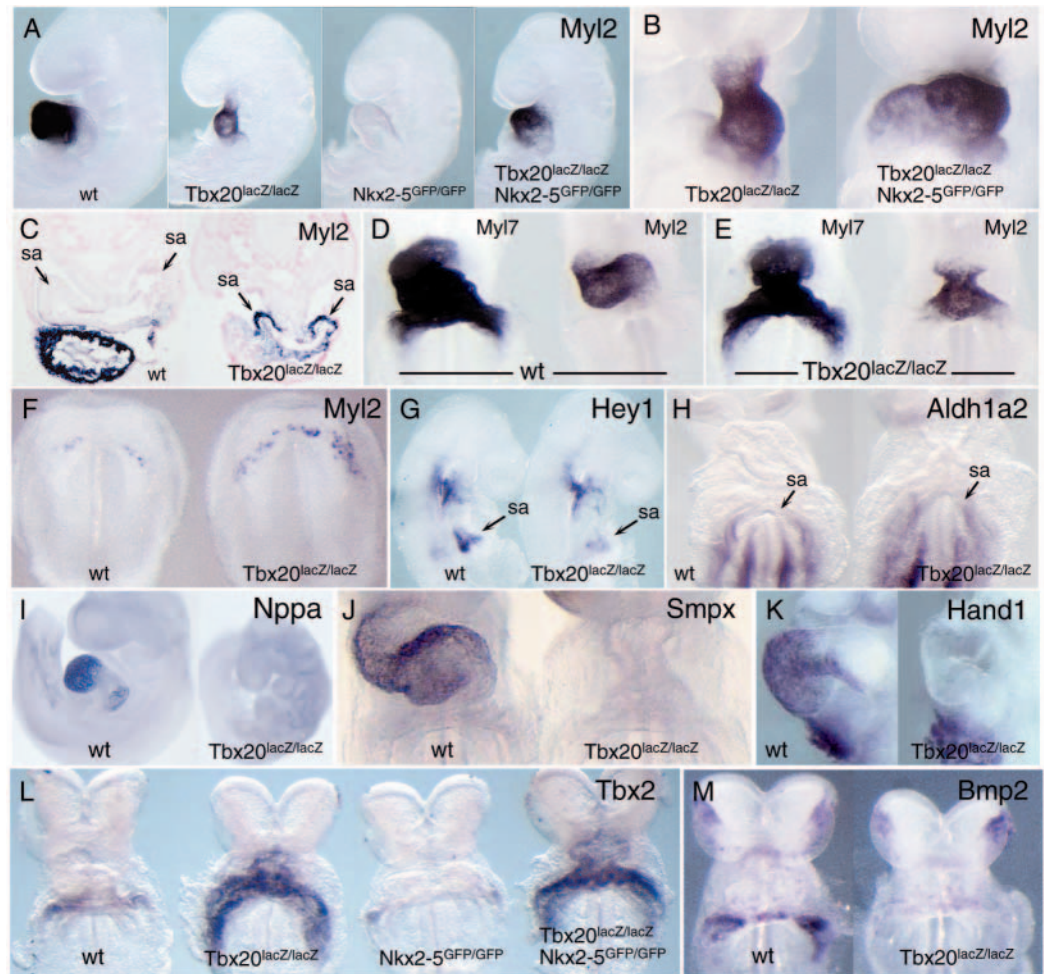 A Myl2
wt
Tbx20lacZ/lacZ
Nkx2-5GFP/GFP
Tbx20lacZ/lacZ
Nkx2-5GFP/GFP
B Myl2
Tbx20lacZ/lacZ
Tbx20lacZ/lacZ
Nkx2-5GFP/GFP
C Myl2
sa
sa
sa
sa
wt
Tbx20lacZ/lacZ
D Myl7 Myl2
wt
E Myl7 Myl2
Tbx20lacZ/lacZ
F Myl2
wt
Tbx20lacZ/lacZ
G Hey1
sa
sa
wt
Tbx20lacZ/lacZ
H Aldh1a2
sa
sa
wt
Tbx20lacZ/lacZ
I Nppa
wt
Tbx20lacZ/lacZ
J Smpx
wt
Tbx20lacZ/lacZ
K Hand1
wt
Tbx20lacZ/lacZ
L Tbx2
wt
Tbx20lacZ/lacZ
Nkx2-5GFP/GFP
Tbx20lacZ/lacZ
Nkx2-5GFP/GFP
M Bmp2
wt
Tbx20lacZ/lacZ